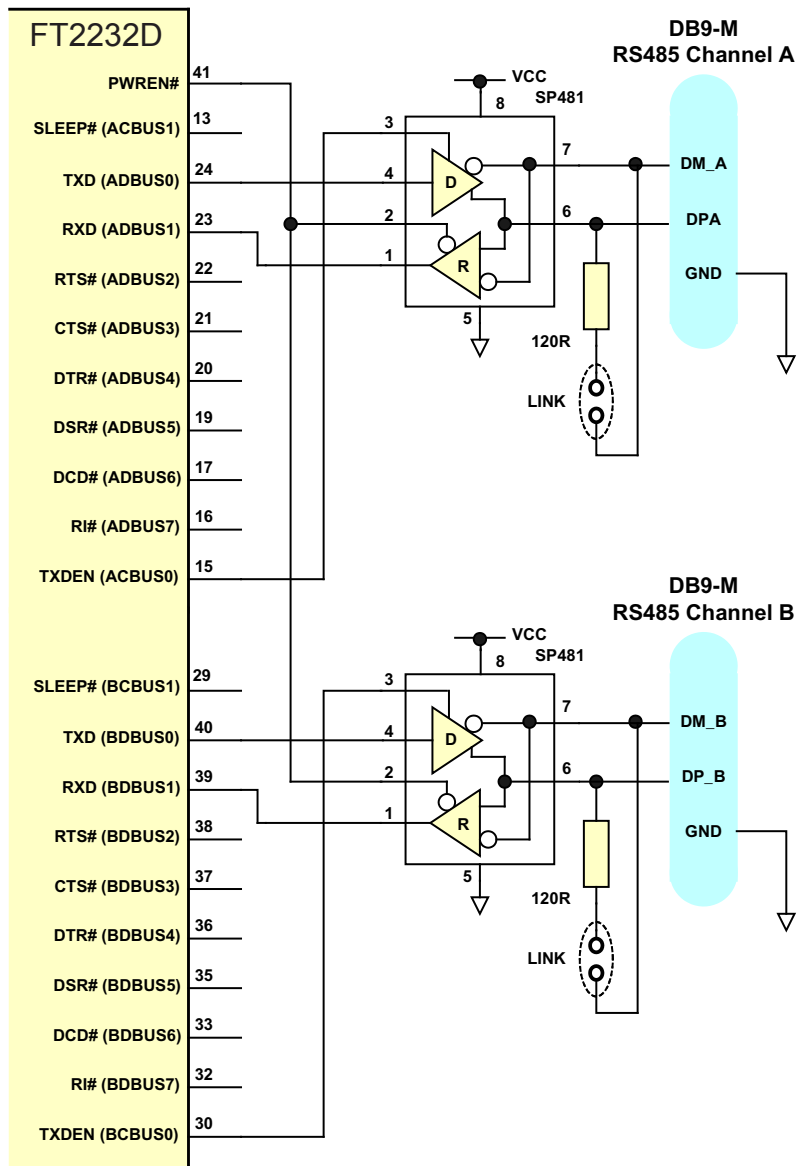 FT2232D
DB9-M
RS485 Channel A
PWREN# 41
VCC
SP481
8
SLEEP# (ACBUS1) 13
3
7
DM_A
TXD (ADBUS0) 24
4
D
RXD (ADBUS1) 23
2
6
DPA
1
R
RTS# (ADBUS2) 22
GND
5
CTS# (ADBUS3) 21
120R
DTR# (ADBUS4) 20
LINK
DSR# (ADBUS5) 19
DCD# (ADBUS6) 17
RI# (ADBUS7) 16
TXDEN (ACBUS0) 15
DB9-M
RS485 Channel B
VCC
SP481
8
SLEEP# (BCBUS1) 29
3
7
DM_B
TXD (BDBUS0) 40
4
D
RXD (BDBUS1) 39
2
6
DP_B
1
R
RTS# (BDBUS2) 38
GND
5
CTS# (BDBUS3) 37
120R
DTR# (BDBUS4) 36
LINK
DSR# (BDBUS5) 35
DCD# (BDBUS6) 33
RI# (BDBUS7) 32
TXDEN (BCBUS0) 30